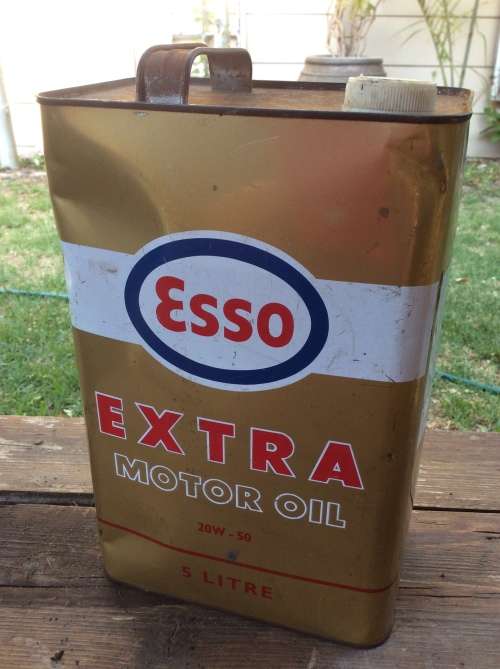 Esso
EXTRA
MOTOR OIL
20W-50
5 LITRE